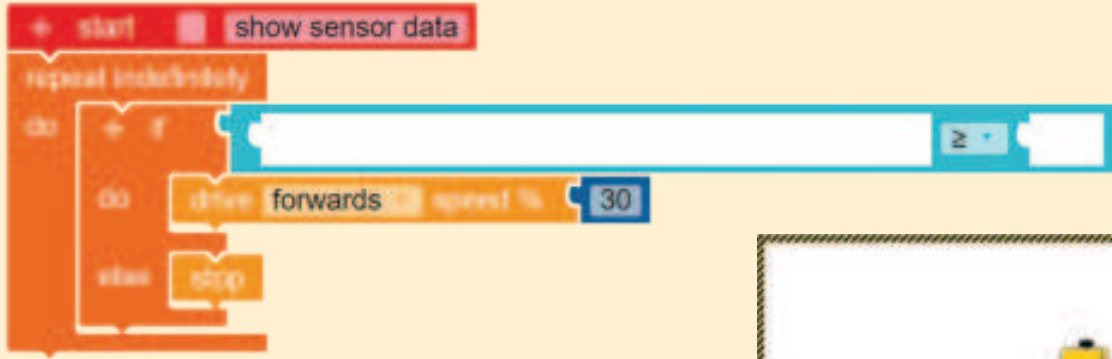 + start show sensor data
repeat indefinitely
do + if ≥
do drive forwards speed % 30
else stop